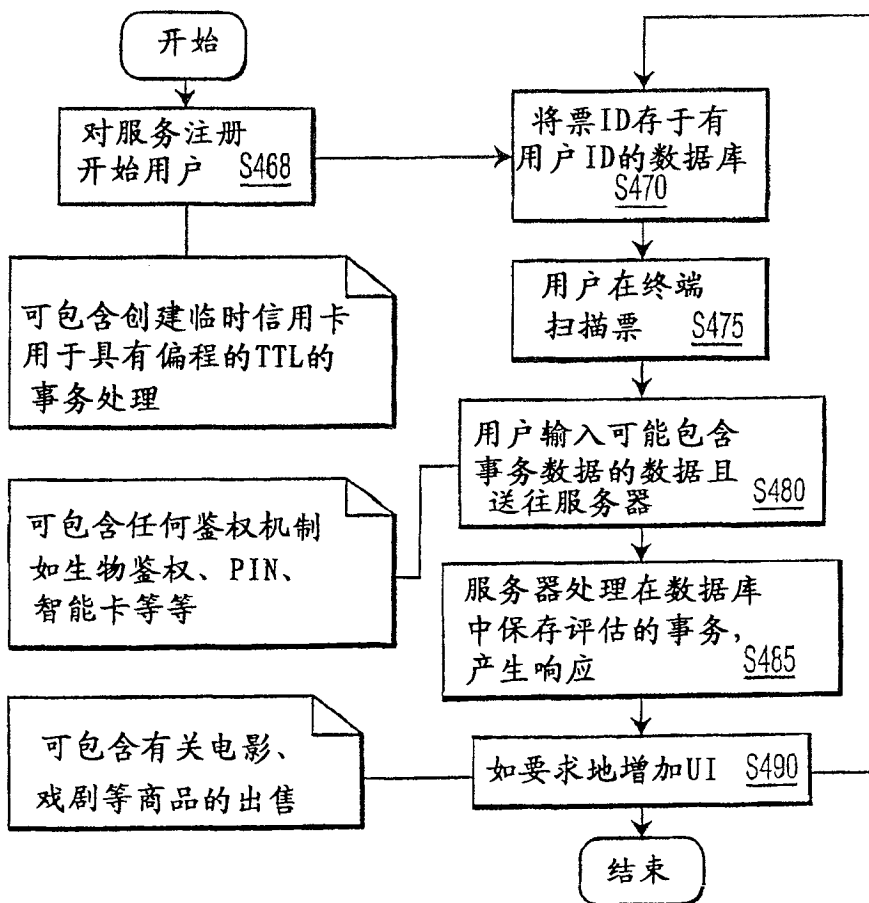 开始
对服务注册
开始用户 S468
可包含创建临时信用卡
用于具有偏程的TTL的
事务处理
将票ID存于有
用户ID的数据库
S470
用户在终端
扫描票 S475
用户输入可能包含
事务数据的数据且
送往服务器 S480
可包含任何鉴权机制
如生物鉴权、PIN、
智能卡等等
服务器处理在数据库
中保存评估的事务，
产生响应 S485
如要求地增加UI S490
可包含有关电影、
戏剧等商品的出售
结束